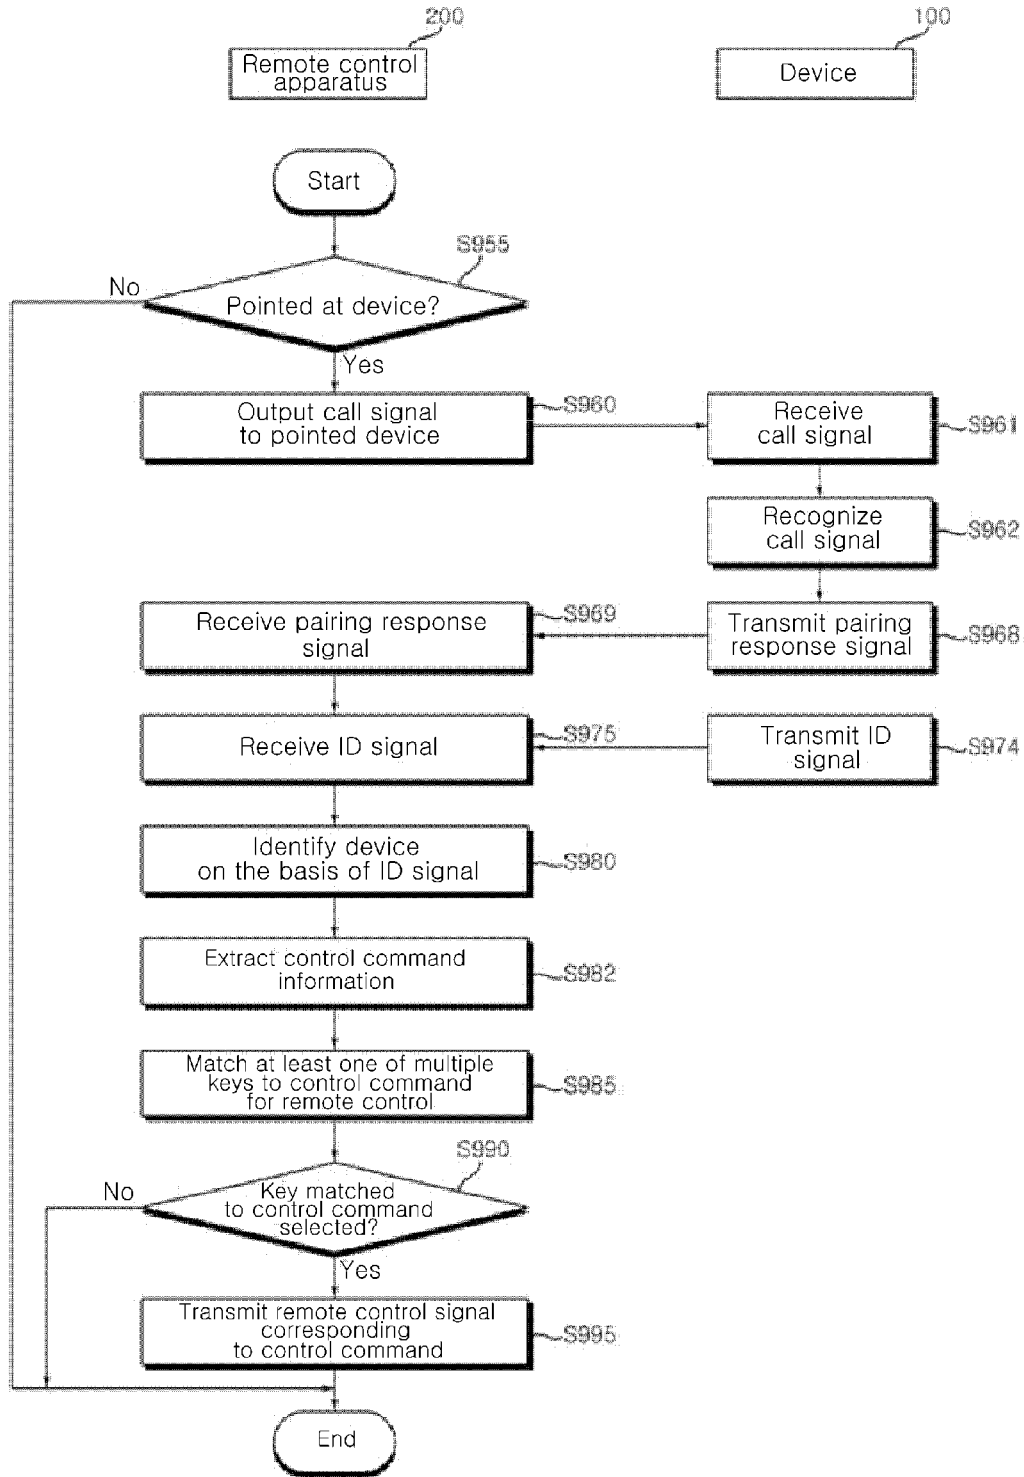 200
100
Remote control
apparatus
Device
Start
S955
No
Pointed at device?
Yes
Output call signal
to pointed device
S960
Receive
call signal
S961
Recognize
call signal
S962
Receive pairing response
signal
S969
Transmit pairing
response signal
S968
Receive ID signal
S975
Transmit ID
signal
S974
Identify device
on the basis of ID signal
S980
Extract control command
information
S982
Match at least one of multiple
keys to control command
for remote control
S985
S990
No
Key matched
to control command
selected?
Yes
Transmit remote control signal
corresponding
to control command
S995
End